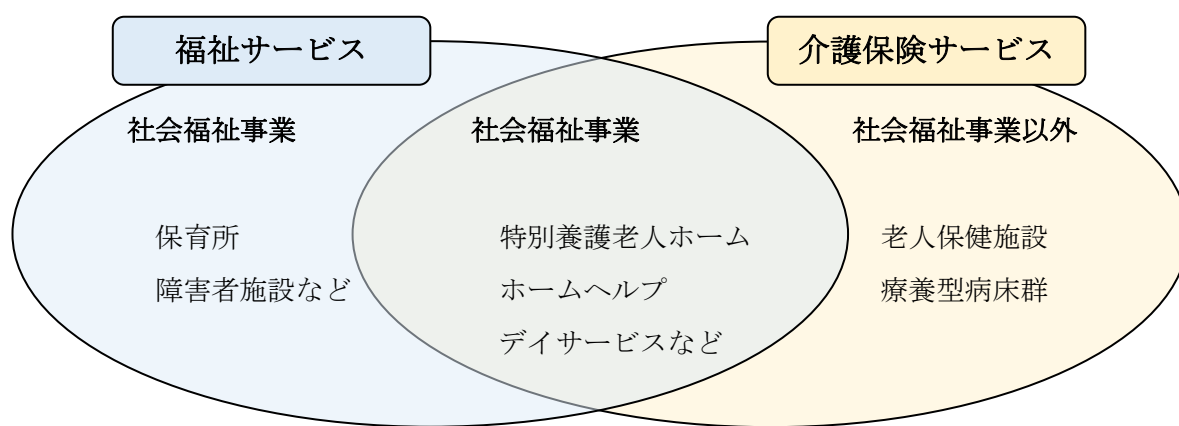 福祉サービス
介護保険サービス
社会福祉事業
社会福祉事業
社会福祉事業以外
保育所
障害者施設など
特別養護老人ホーム
ホームヘルプ
デイサービスなど
老人保健施設
療養型病床群